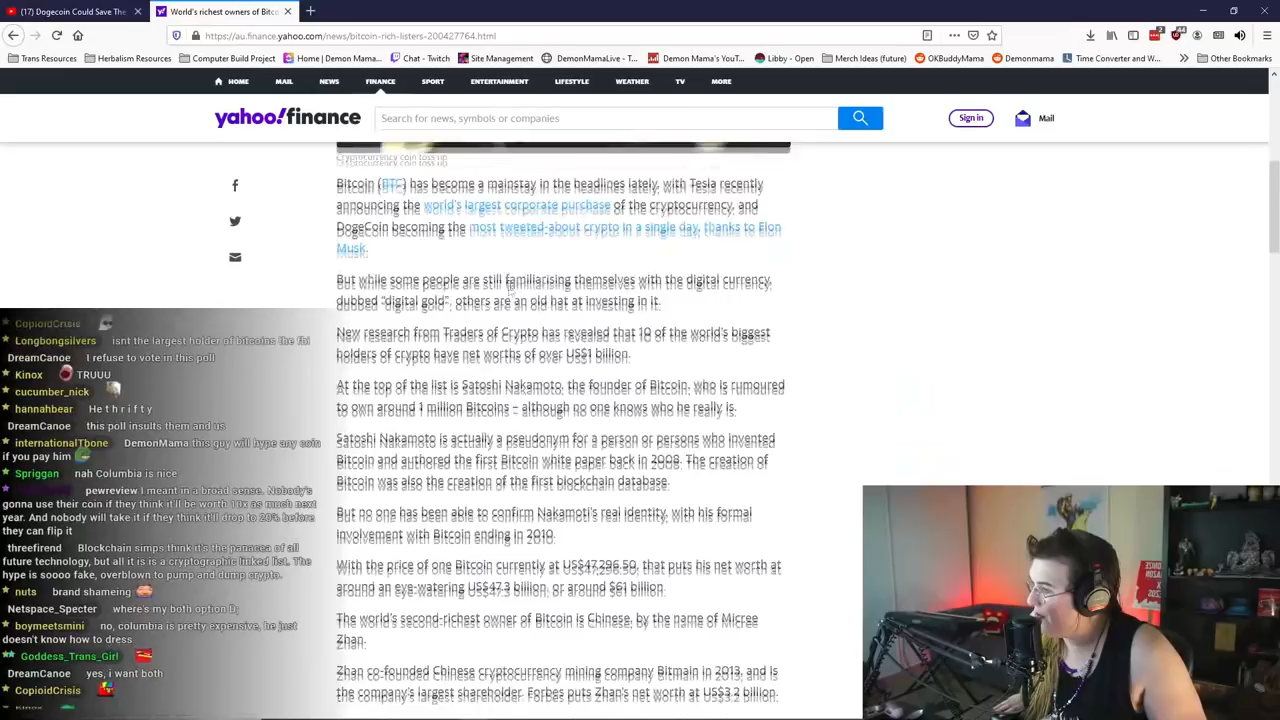 (17) Dogecoin Could Save The
World's richest owners of Bitco
https://au.finance.yahoo.com/news/bitcoin-rich-listers-200427764.html
Trans Resources
Herbalism Resources
Computer Build Project
Home | Demon Mama...
Chat - Twitch
Site Management
DemonMamaLive - T...
Demon Mama's YouT...
Libby - Open
Merch Ideas (future)
OKBuddyMama
Demonmama
Time Converter and W...
Other Bookmarks
HOME
MAIL
NEWS
FINANCE
SPORT
ENTERTAINMENT
LIFESTYLE
WEATHER
TV
MORE
yahoo!finance
Search for news, symbols or companies
Sign in
Mail
Cryptocurrency coin toss up
Bitcoin (BTC) has become a mainstay in the headlines lately, with Tesla recently
announcing the world's largest corporate purchase of the cryptocurrency, and
DogeCoin becoming the most tweeted-about crypto in a single day, thanks to Elon
Musk.
But while some people are still familiarising themselves with the digital currency,
dubbed "digital gold", others are an old hat at investing in it.
New research from Traders of Crypto has revealed that 10 of the world's biggest
holders of crypto have net worths of over US$1 billion.
At the top of the list is Satoshi Nakamoto, the founder of Bitcoin, who is rumoured
to own around 1 million Bitcoins – although no one knows who he really is.
Satoshi Nakamoto is actually a pseudonym for a person or persons who invented
Bitcoin and authored the first Bitcoin white paper back in 2008. The creation of
Bitcoin was also the creation of the first blockchain database.
But no one has been able to confirm Nakamoti's real identity, with his formal
involvement with Bitcoin ending in 2010.
With the price of one Bitcoin currently at US$47,296.50, that puts his net worth at
around an eye-watering US$47.3 billion, or around $61 billion.
The world's second-richest owner of Bitcoin is Chinese, by the name of Micree
Zhan.
Zhan co-founded Chinese cryptocurrency mining company Bitmain in 2013, and is
the company's largest shareholder. Forbes puts Zhan's net worth at US$3.2 billion.
CopioidCrisis
Longbongsilvers isnt the largest holder of bitcoins the fbi
DreamCanoe I refuse to vote in this poll
Kinox TRUUU
cucumber_nick
hannahbear He t h r i f t y
DreamCanoe this poll insults them and us
internationalTbone DemonMama this guy will hype any coin
if you pay him
Spriggan nah Columbia is nice
pewreview I meant in a broad sense. Nobody's
gonna use their coin if they think it'll be worth 10x as much next
year. And nobody will take it if they think it'll drop to 20% before
they can flip it
threefirend Blockchain simps think it's the panacea of all
future technology, but all it is is a cryptographic linked list. The
hype is soooo fake, overblown to pump and dump crypto.
nuts brand shameing
Netspace_Specter where's my both option D;
boymeetsmini no, columbia is pretty expensive, he just
doesn't know how to dress
Goddess_Trans_Girl
DreamCanoe yes, i want both
CopioidCrisis
Kinox